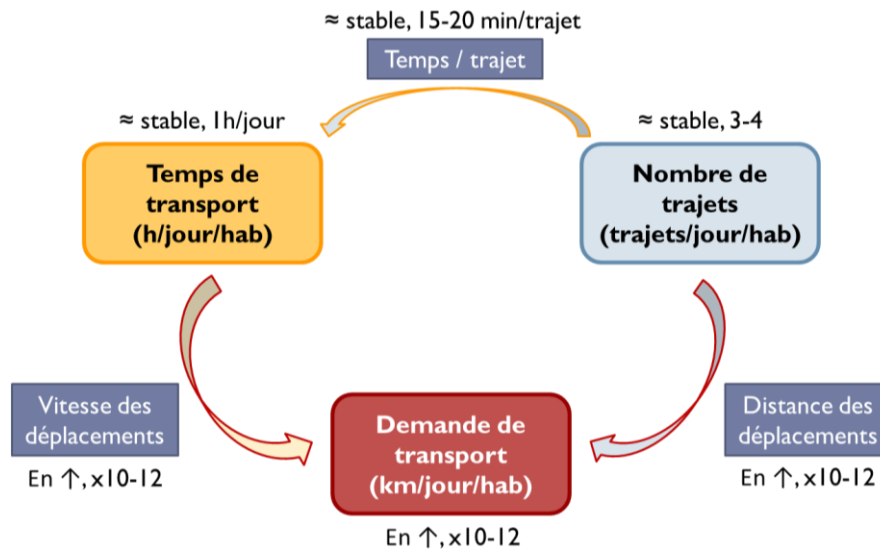 ≈ stable, 15-20 min/trajet
Temps / trajet
≈ stable, 1h/jour
≈ stable, 3-4
Temps de
transport
(h/jour/hab)
Nombre de
trajets
(trajets/jour/hab)
Vitesse des
déplacements
En ↑, x10-12
Demande de
transport
(km/jour/hab)
En ↑, x10-12
Distance des
déplacements
En ↑, x10-12